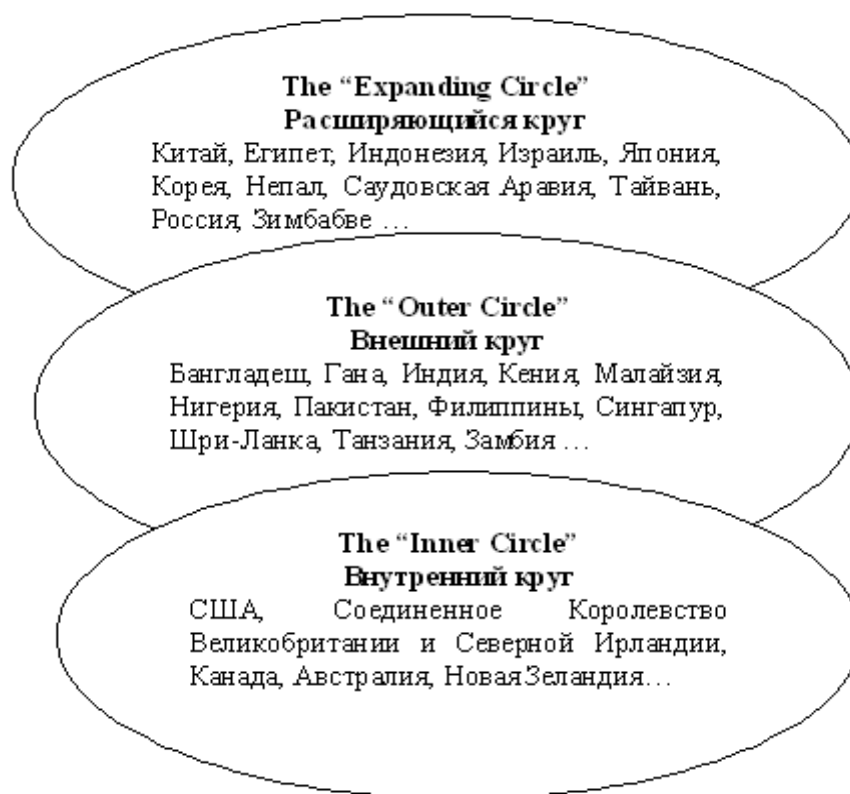 The “Expanding Circle”
Расширяющийся круг
Китай, Египет, Индонезия, Израиль, Япония,
Корея, Непал, Саудовская Аравия, Тайвань,
Россия, Зимбабве …
The “Outer Circle”
Внешний круг
Бангладеш, Гана, Индия, Кения, Малайзия,
Нигерия, Пакистан, Филиппины, Сингапур,
Шри-Ланка, Танзания, Замбия …
The “Inner Circle”
Внутренний круг
США, Соединенное Королевство
Великобритании и Северной Ирландии,
Канада, Австралия, Новая Зеландия…